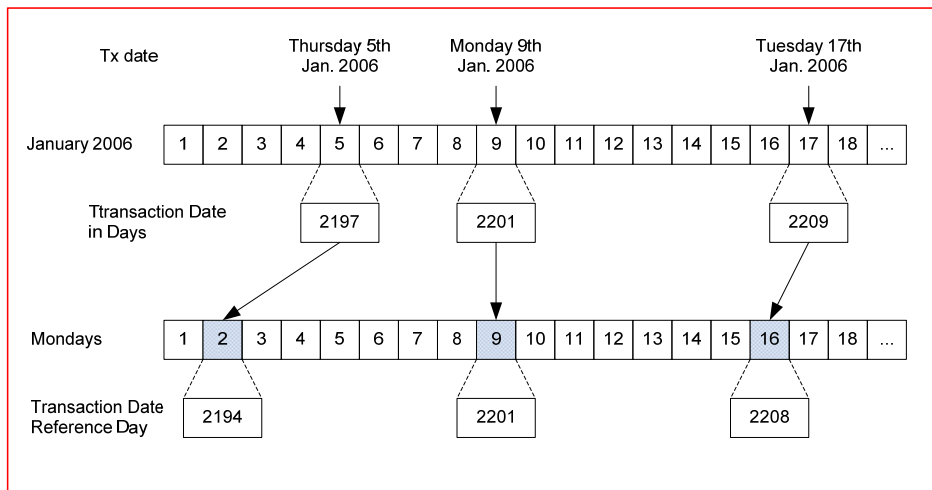 Tx date
Thursday 5th
Jan. 2006
Monday 9th
Jan. 2006
Tuesday 17th
Jan. 2006
January 2006
1 2 3 4 5 6 7 8 9 10 11 12 13 14 15 16 17 18 ...
Ttransaction Date
in Days
2197
2201
2209
Mondays
1 2 3 4 5 6 7 8 9 10 11 12 13 14 15 16 17 18 ...
Transaction Date
Reference Day
2194
2201
2208